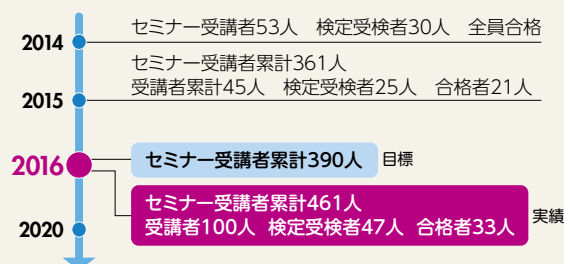 2014
セミナー受講者53人 検定受検者30人 全員合格
2015
セミナー受講者累計361人
受講者累計45人 検定受検者25人 合格者21人
2016
セミナー受講者累計390人 目標
セミナー受講者累計461人
受講者100人 検定受検者47人 合格者33人 実績
2020